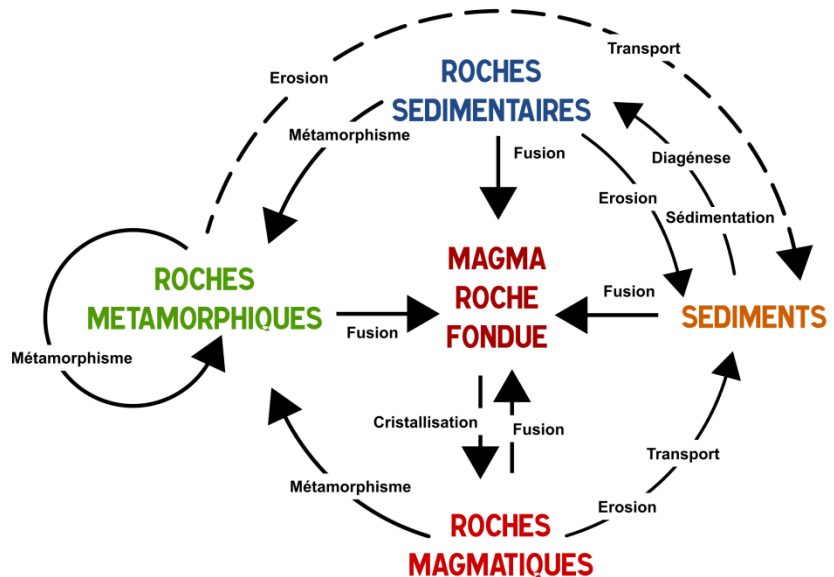 Transport
Erosion
ROCHES
SEDIMENTAIRES
Métamorphisme
Fusion
Diagénese
Erosion
Sédimentation
MAGMA
ROCHE
FONDUE
ROCHES
METAMORPHIQUES
Fusion
Fusion
SEDIMENTS
Métamorphisme
Cristallisation
Fusion
Transport
Métamorphisme
Erosion
ROCHES
MAGMATIQUES